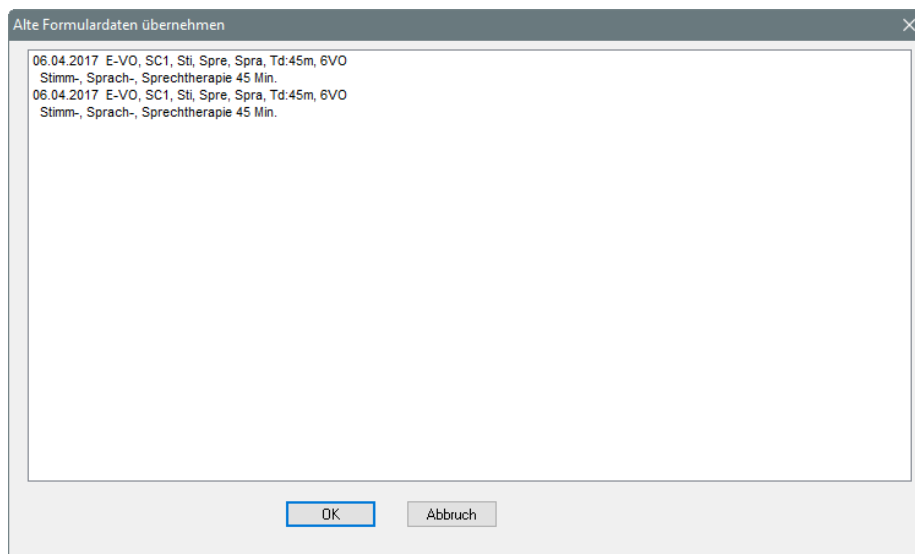 Alte Formulardaten übernehmen
06.04.2017 E-VO, SC1, Sti, Spre, Spra, Td:45m, 6VO
Stimm-, Sprach-, Sprechtherapie 45 Min.
06.04.2017 E-VO, SC1, Sti, Spre, Spra, Td:45m, 6VO
Stimm-, Sprach-, Sprechtherapie 45 Min.
OK Abbruch